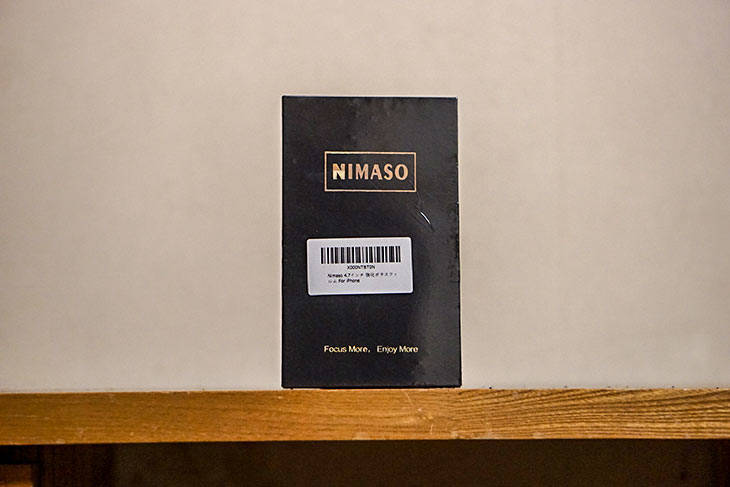 NIMASO
X000NTBT9N
Nimaso 4.7インチ 強化ガラスフィ
ルム For iPhone
Focus More, Enjoy More